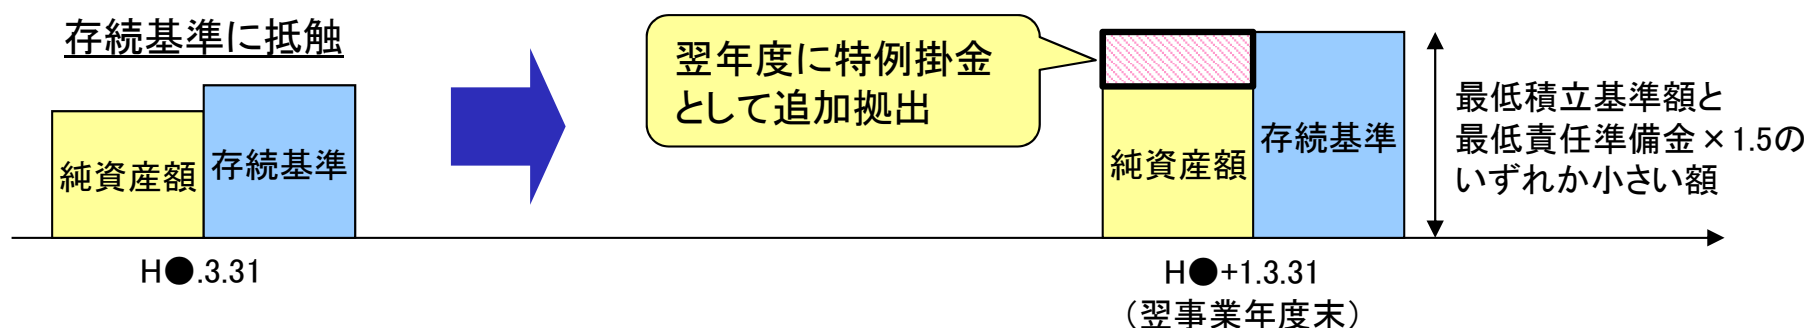 存続基準に抵触
純資産額
存続基準
H●.3.31
翌年度に特例掛金
として追加拠出
純資産額
存続基準
最低積立基準額と
最低責任準備金×1.5の
いずれか小さい額
H●+1.3.31
（翌事業年度末）